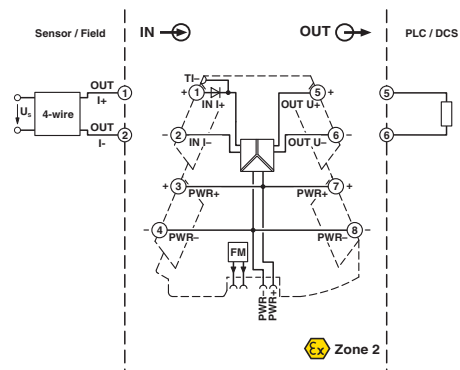 Sensor / Field
IN
OUT
PLC / DCS
TI–
OUT
1
I+
+
1
IN I+
5
+
OUT U+
5
Us
4-wire
OUT
2
I-
–
2
IN I–
OUT U–
6
–
6
+
3
PWR+
PWR+
7
+
–
4
PWR–
PWR–
8
–
FM
PWR–
PWR+
Ex
Zone 2